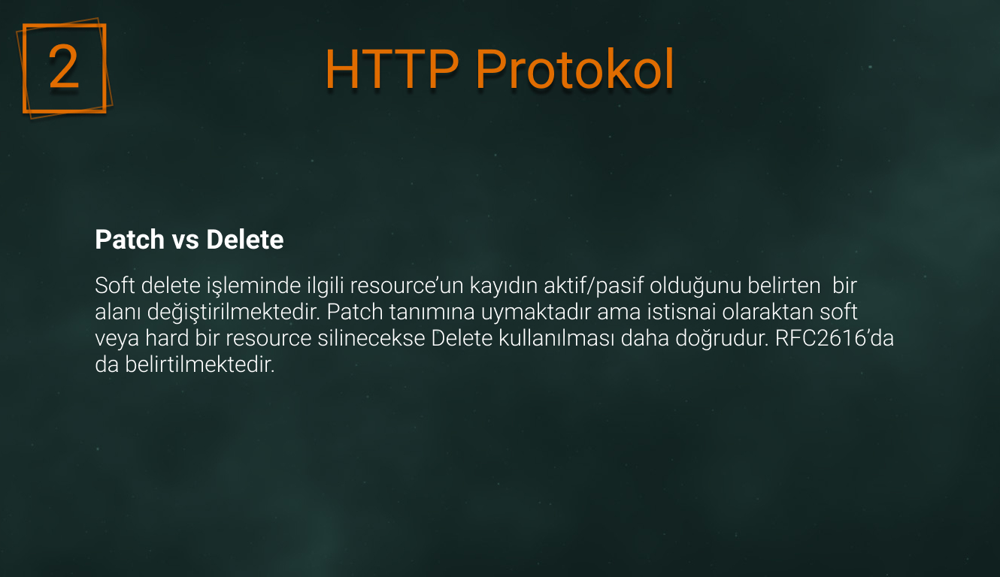 2
HTTP Protokol
Patch vs Delete
Soft delete işleminde ilgili resource’un kayıdın aktif/pasif olduğunu belirten  bir
alanı değiştirilmektedir. Patch tanımına uymaktadır ama istisnai olaraktan soft
veya hard bir resource silinecekse Delete kullanılması daha doğrudur. RFC2616’da
da belirtilmektedir.